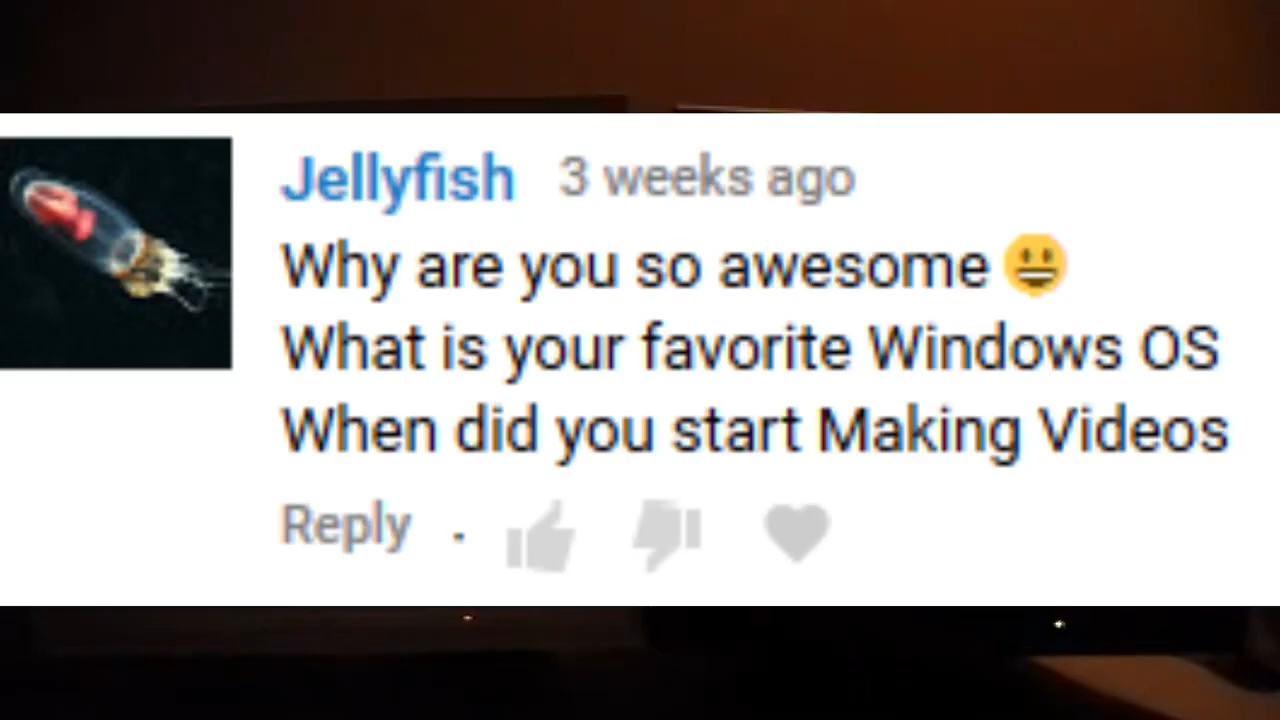 Jellyfish 3 weeks ago
Why are you so awesome 😃
What is your favorite Windows OS
When did you start Making Videos
Reply .